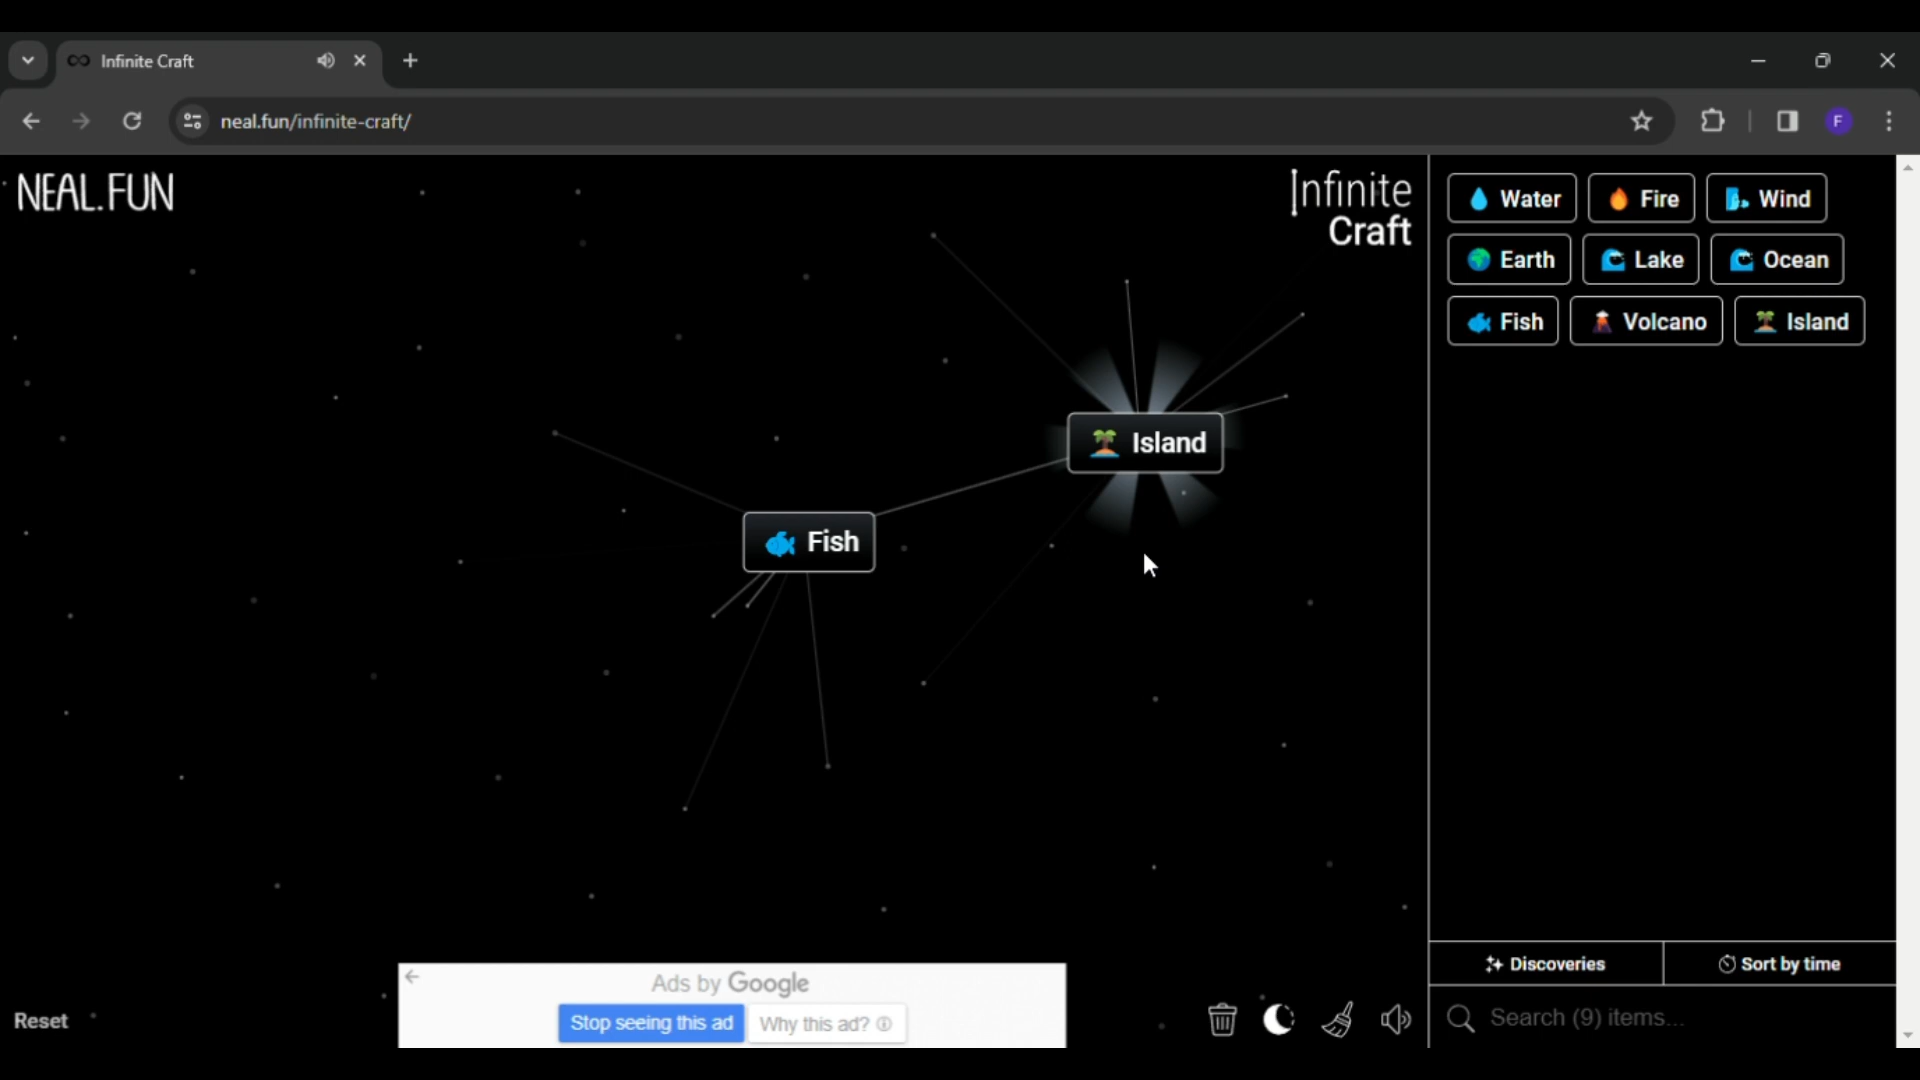 Infinite Craft
neal.fun/infinite-craft/
F
NEAL.FUN
Infinite
Craft
Water
Fire
Wind
Earth
Lake
Ocean
Fish
Volcano
Island
Island
Fish
Discoveries
Sort by time
Ads by Google
Stop seeing this ad
Why this ad?
Reset
Search (9) items...